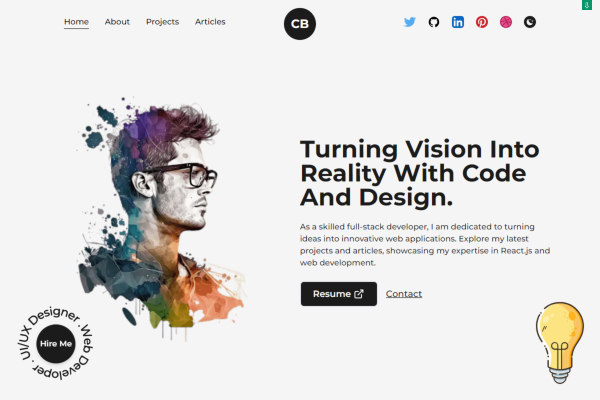 Home About Projects Articles
CB
Turning Vision Into
Reality With Code
And Design.
As a skilled full-stack developer, I am dedicated to turning
ideas into innovative web applications. Explore my latest
projects and articles, showcasing my expertise in React.js and
web development.
Resume
Contact
UI/UX Designer . Web Developer .
Hire Me